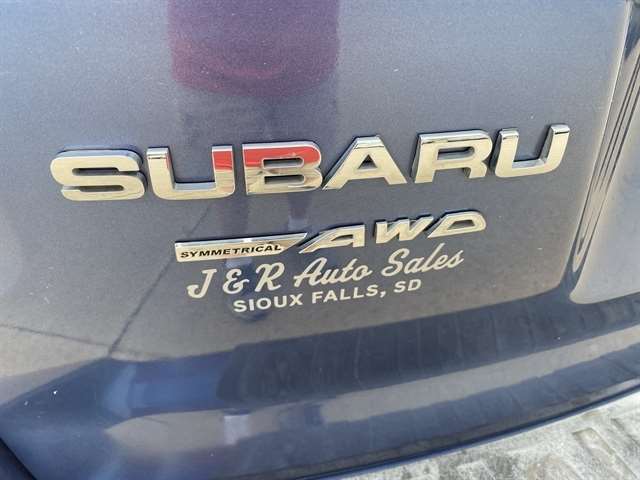 SUBARU
SYMMETRICAL AWD
J & R Auto Sales
SIOUX FALLS, SD